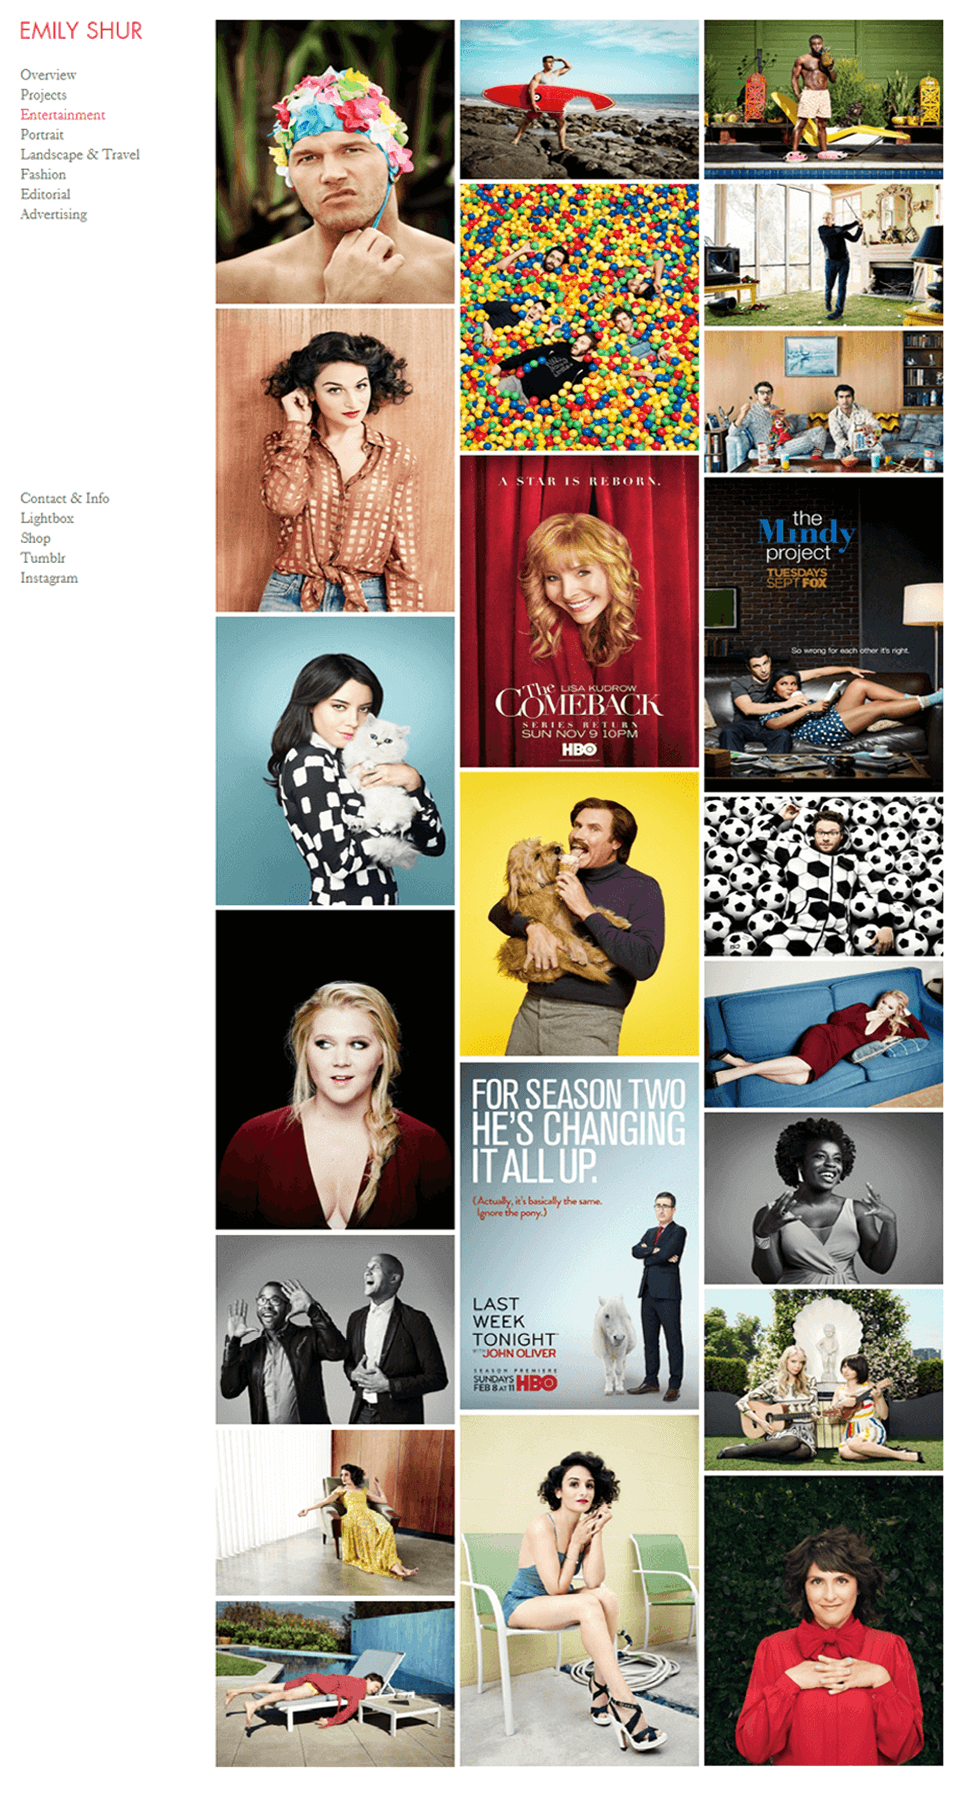 EMILY SHUR
Overview
Projects
Entertainment
Portrait
Landscape & Travel
Fashion
Editorial
Advertising
Contact & Info
Lightbox
Shop
Tumblr
Instagram
A STAR IS REBORN.
The
LISA KUDROW
COMEBACK
SERIES RETURN
SUN NOV 9 10PM
HBO
FOR SEASON TWO
HE'S CHANGING
IT ALL UP.
(Actually, it's basically the same.
Ignore the pony.)
LAST
WEEK
TONIGHT
WITH JOHN OLIVER
SEASON PREMIERE
SUNDAYS
FEB 8 AT 11 HBO
the
Mindy
project
TUESDAYS
SEPT FOX
So wrong for each other it's right.